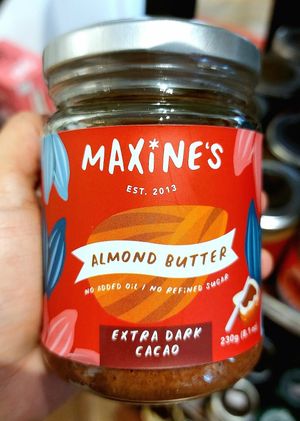 MAXiNE'S
EST. 2013
ALMOND BUTTER
NO ADDED OiL / NO REFINED SUGAR
EXTRA DARK
CACAO
230g (8.1oz)